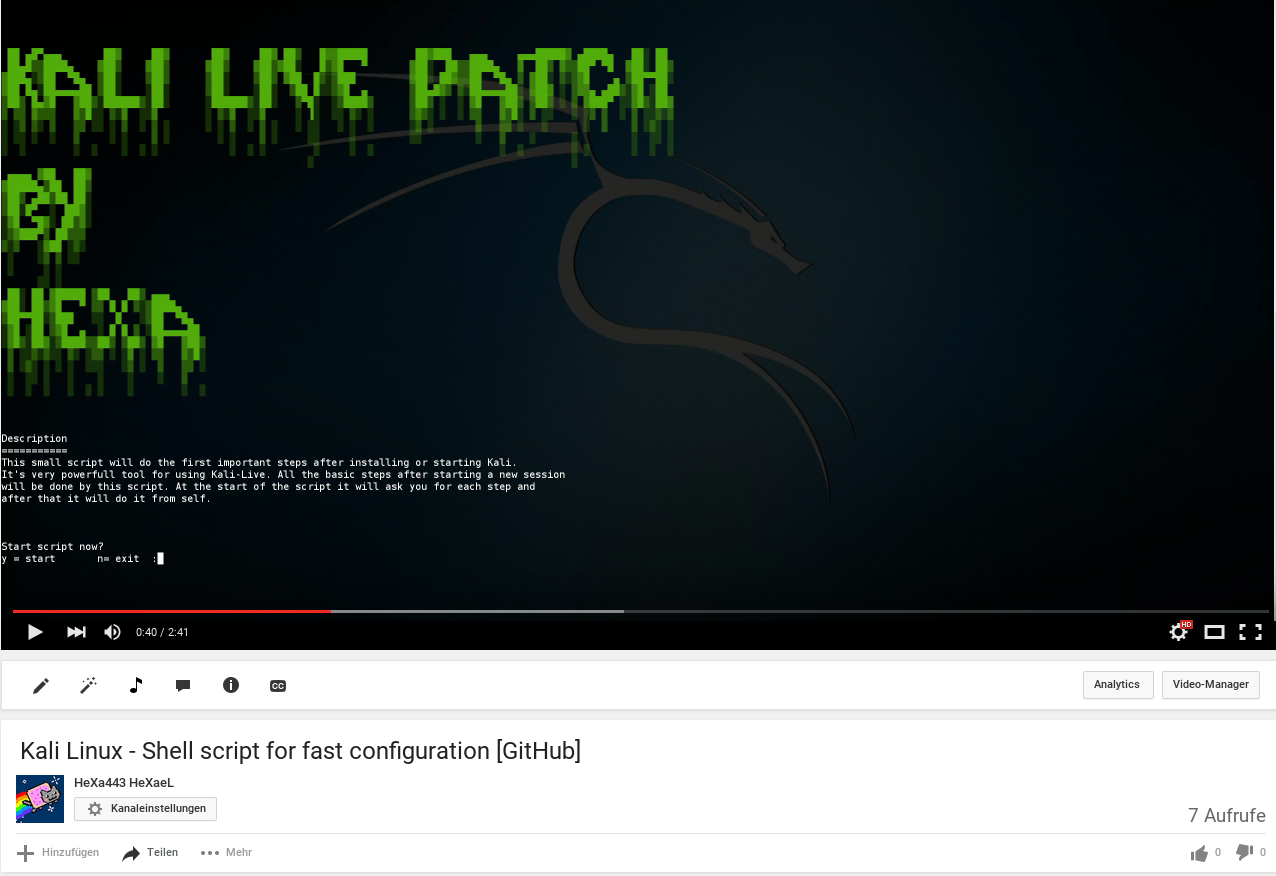 KALI LIVE PATCH
BY
HEXA
Description
===========
This small script will do the first important steps after installing or starting Kali.
It's very powerfull tool for using Kali-Live. All the basic steps after starting a new session
will be done by this script. At the start of the script it will ask you for each step and
after that it will do it from self.
Start script now?
y = start n= exit :
0:40 / 2:41
HD
CC
Analytics Video-Manager
Kali Linux - Shell script for fast configuration [GitHub]
HeXa443 HeXaeL
Kanaleinstellungen
7 Aufrufe
Hinzufügen Teilen Mehr 0 0